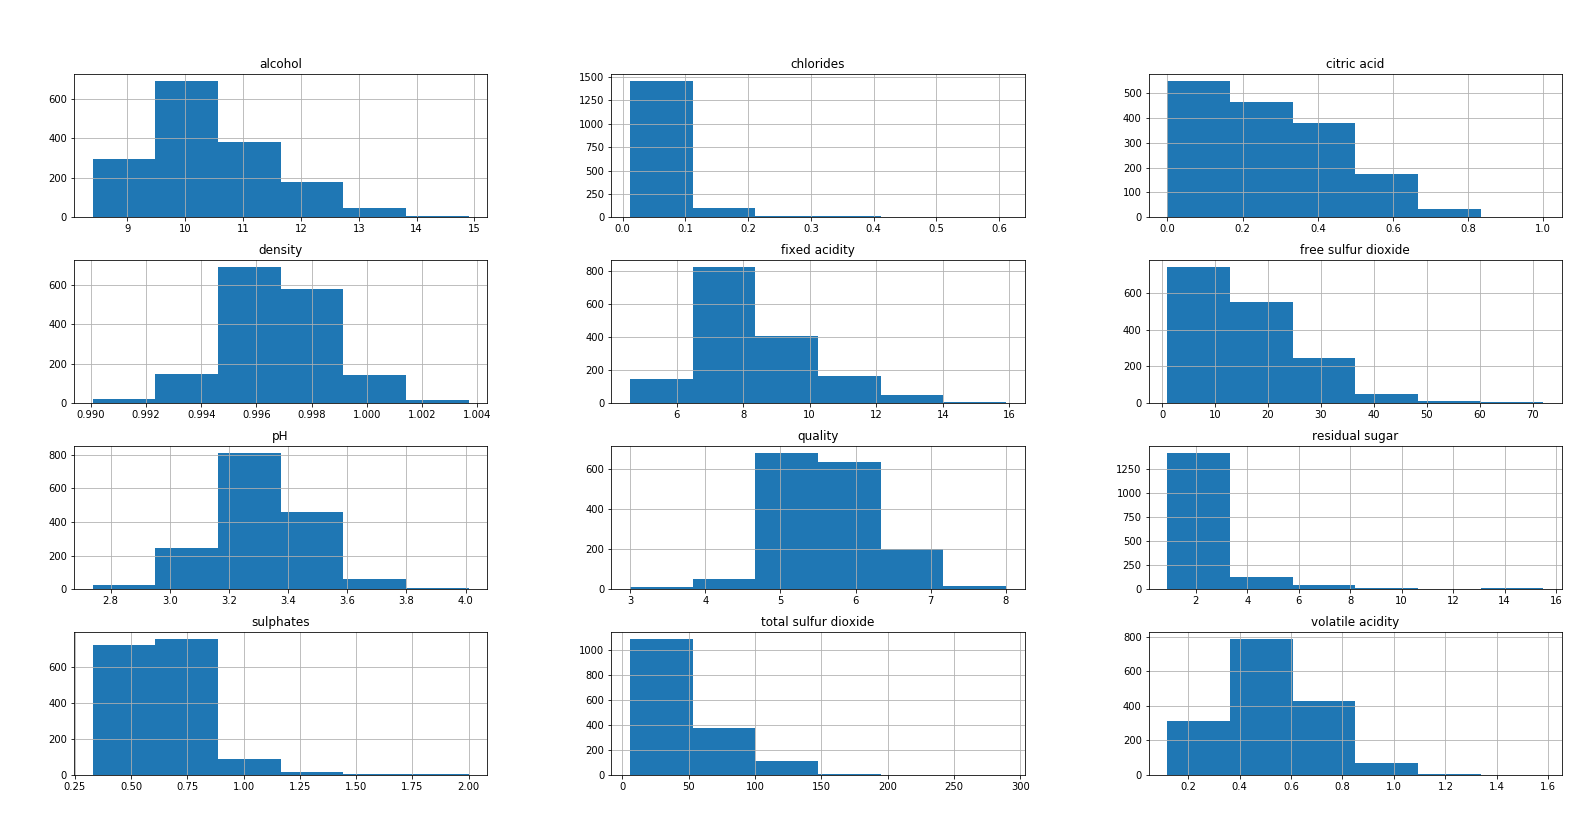 alcohol
600
400
200
0
9 10 11 12 13 14 15
chlorides
1500
1250
1000
750
500
250
0
0.0 0.1 0.2 0.3 0.4 0.5 0.6
citric acid
500
400
300
200
100
0
0.0 0.2 0.4 0.6 0.8 1.0
density
600
400
200
0
0.990 0.992 0.994 0.996 0.998 1.000 1.002 1.004
fixed acidity
800
600
400
200
0
6 8 10 12 14 16
free sulfur dioxide
600
400
200
0
0 10 20 30 40 50 60 70
pH
800
600
400
200
0
2.8 3.0 3.2 3.4 3.6 3.8 4.0
quality
600
400
200
0
3 4 5 6 7 8
residual sugar
1250
1000
750
500
250
0
2 4 6 8 10 12 14 16
sulphates
600
400
200
0
0.25 0.50 0.75 1.00 1.25 1.50 1.75 2.00
total sulfur dioxide
1000
800
600
400
200
0
0 50 100 150 200 250 300
volatile acidity
800
600
400
200
0
0.2 0.4 0.6 0.8 1.0 1.2 1.4 1.6